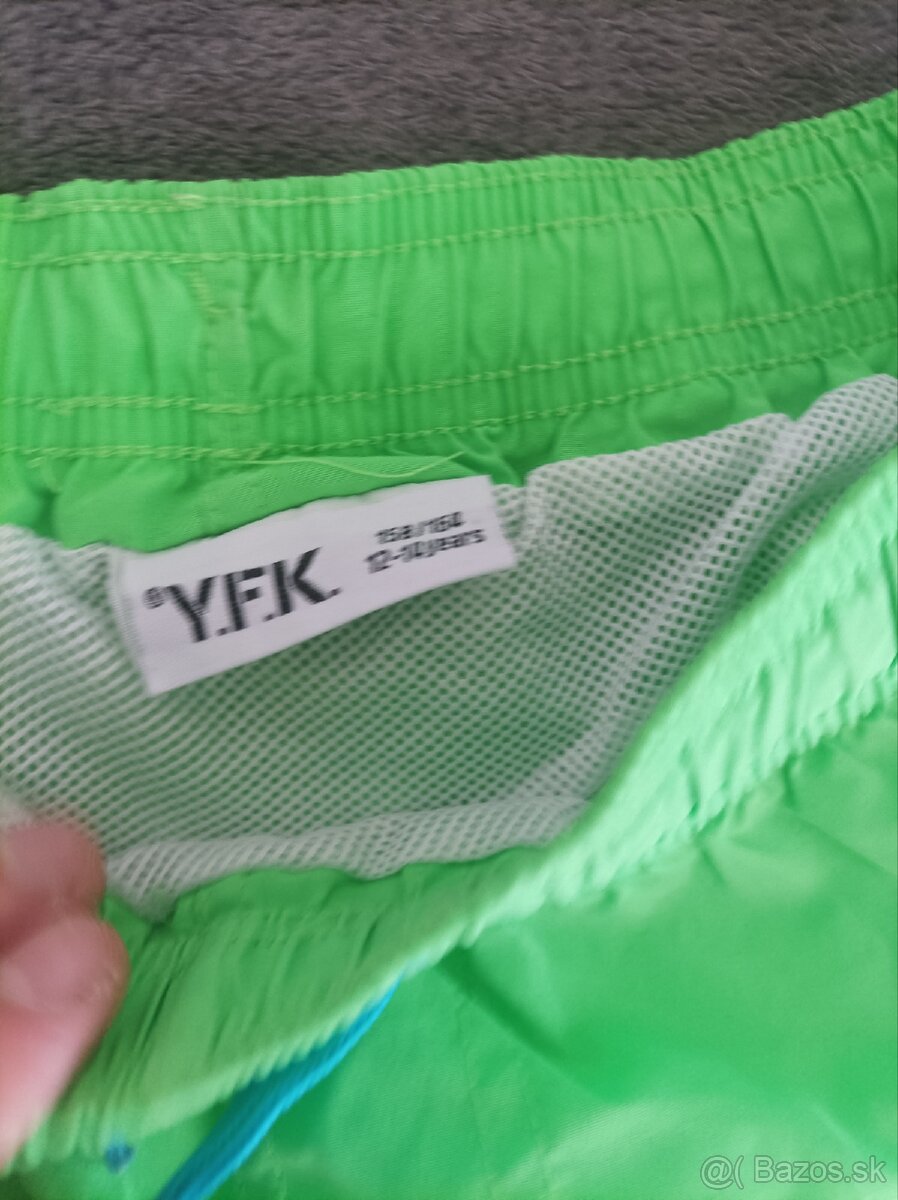 ®Y.F.K.
158/164
12-14years
@( Bazos.sk